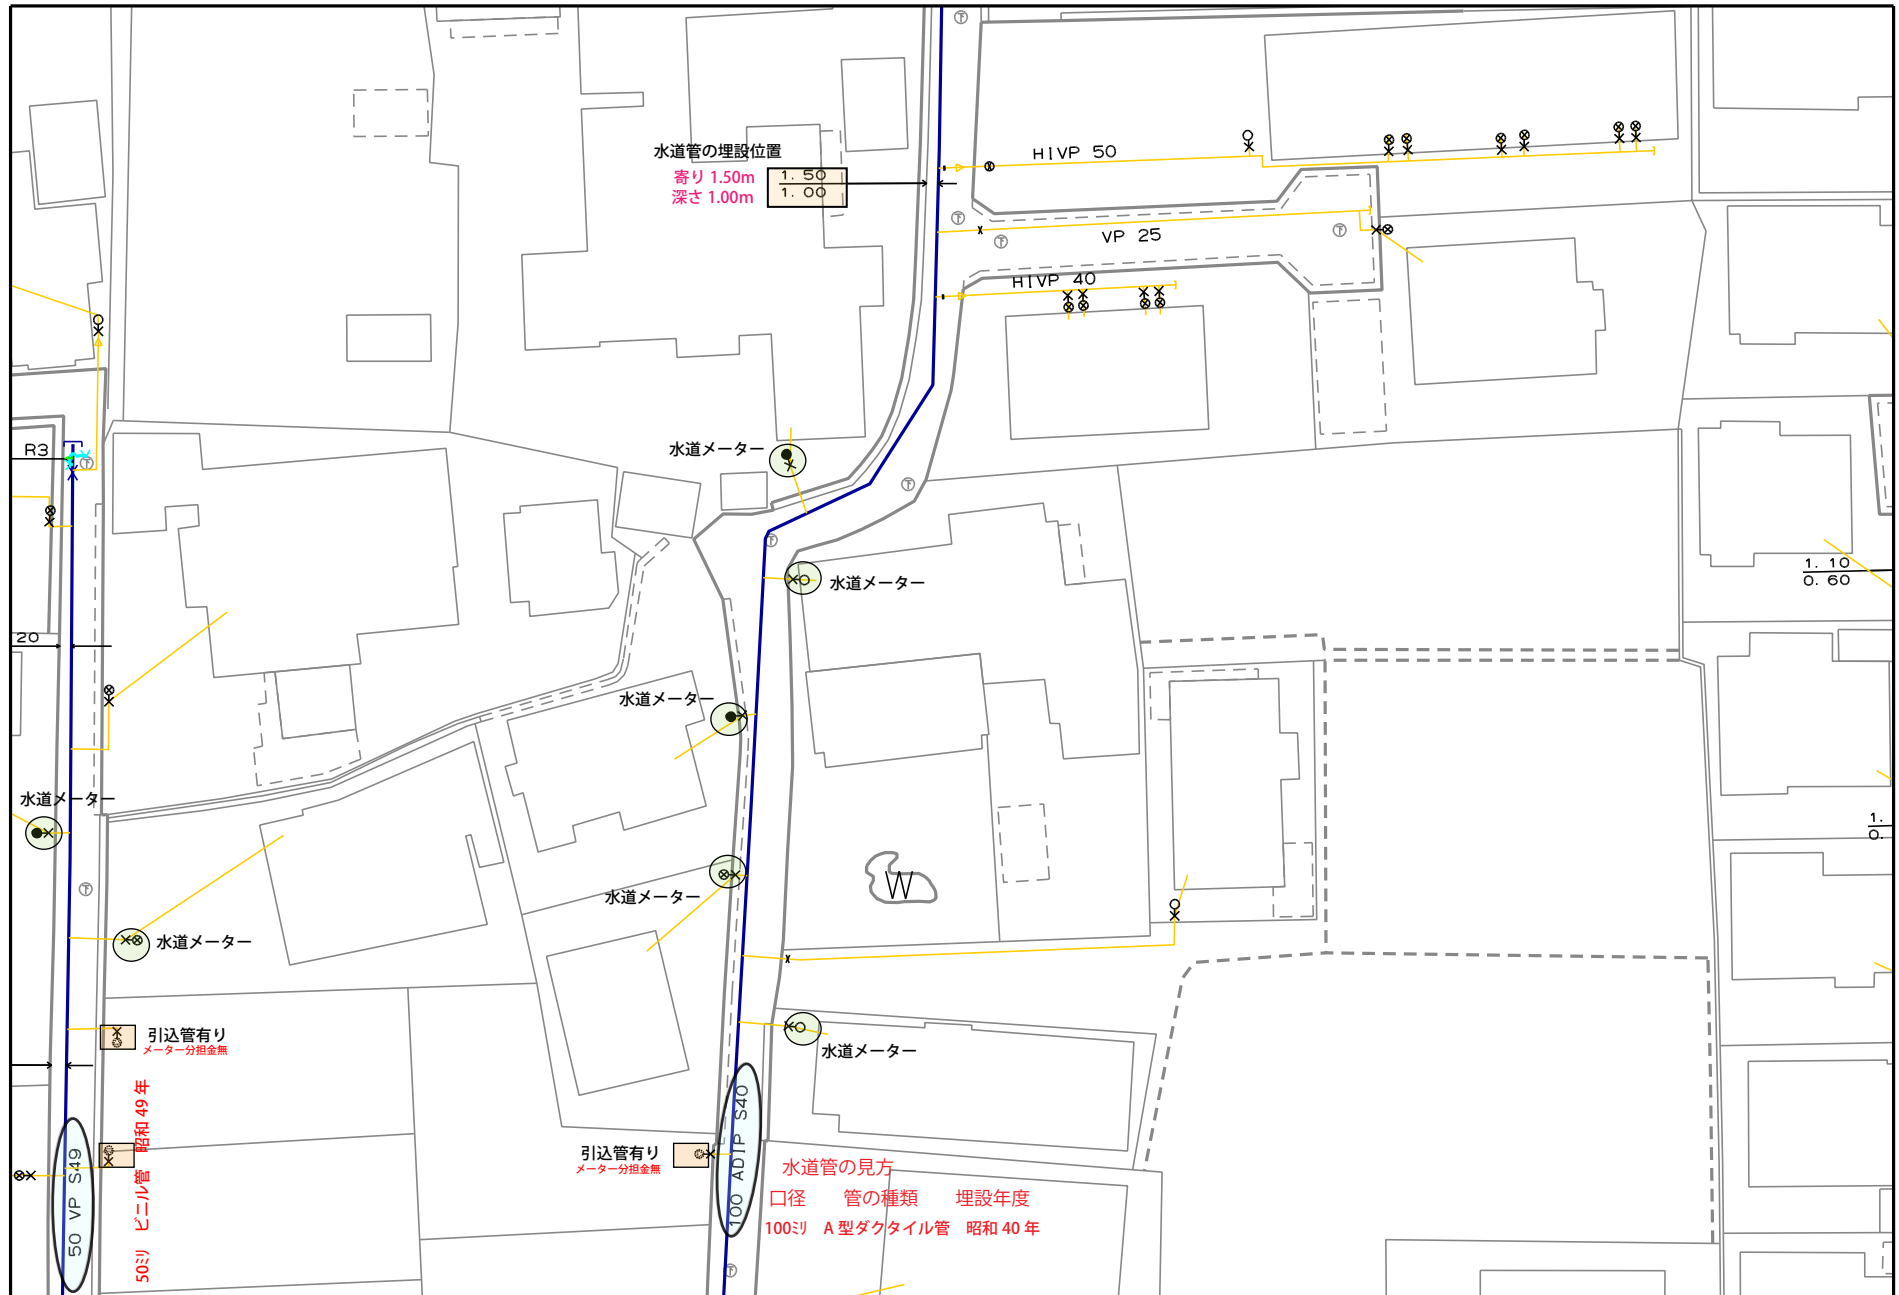 水道管の埋設位置
寄り 1.50m
深さ 1.00m
1. 50
1. 00
HIVP 50
VP 25
HIVP 40
R3
水道メーター
水道メーター
1. 10
0. 60
20
水道メーター
水道メーター
1.
0.
水道メーター
水道メーター
引込管有り
メーター分担金無
水道メーター
50 VP S49
50ミリ　ビニル管　昭和 49 年
引込管有り
メーター分担金無
100 ADIP S40
水道管の見方
口径　管の種類　埋設年度
100ミリ　A 型ダクタイル管　昭和 40 年
W